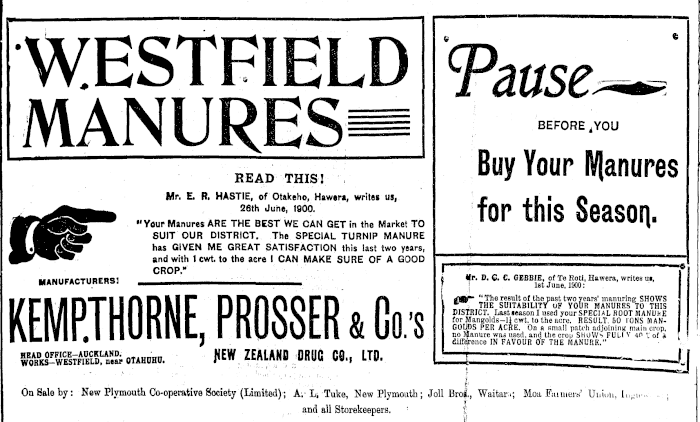 WESTFIELD
MANURES
READ THIS!
Mr. E. R. HASTIE, of Otakeho, Hawera, writes us,
26th June, 1900.
"Your Manures ARE THE BEST WE CAN GET in the Market TO
SUIT OUR DISTRICT. The SPECIAL TURNIP MANURE
has GIVEN ME GREAT SATISFACTION this last two years,
and with 1 cwt. to the acre I CAN MAKE SURE OF A GOOD
CROP."
MANUFACTURERS:
KEMPTHORNE, PROSSER & Co.'s
HEAD OFFICE—AUCKLAND.
WORKS—WESTFIELD, near OTAHUHU.
NEW ZEALAND DRUG CO., LTD.
Pause
BEFORE YOU
Buy Your Manures
for this Season.
Mr. D. C. C. GEBBIE, of Te Roti, Hawera, writes us,
1st June, 1900:
"The result of the past two years' manuring SHOWS
THE SUITABILITY OF YOUR MANURES TO THIS
DISTRICT. Last season I used your SPECIAL ROOT MANURE
for Mangolds—1½ cwt. to the acre. RESULT, 50 TONS MAN-
GOLDS PER ACRE. On a small patch adjoining main crop,
no Manure was used, and the crop SHOWS FULLY of a
difference IN FAVOUR OF THE MANURE."
On Sale by: New Plymouth Co-operative Society (Limited); A. L. Tuke, New Plymouth; Joll Bros., Waitara; Moa Farmers' Union,
and all Storekeepers.